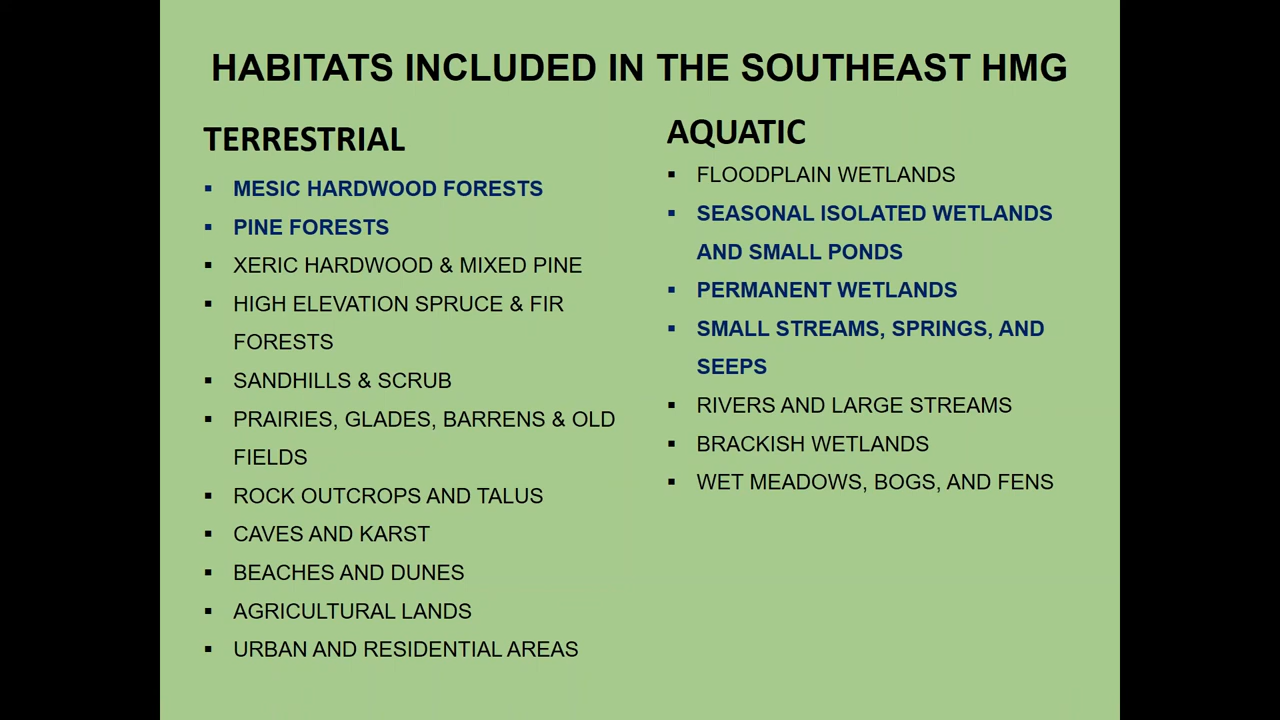 HABITATS INCLUDED IN THE SOUTHEAST HMG
TERRESTRIAL
▪ MESIC HARDWOOD FORESTS
▪ PINE FORESTS
▪ XERIC HARDWOOD & MIXED PINE
▪ HIGH ELEVATION SPRUCE & FIR
FORESTS
▪ SANDHILLS & SCRUB
▪ PRAIRIES, GLADES, BARRENS & OLD
FIELDS
▪ ROCK OUTCROPS AND TALUS
▪ CAVES AND KARST
▪ BEACHES AND DUNES
▪ AGRICULTURAL LANDS
▪ URBAN AND RESIDENTIAL AREAS
AQUATIC
▪ FLOODPLAIN WETLANDS
▪ SEASONAL ISOLATED WETLANDS
AND SMALL PONDS
▪ PERMANENT WETLANDS
▪ SMALL STREAMS, SPRINGS, AND
SEEPS
▪ RIVERS AND LARGE STREAMS
▪ BRACKISH WETLANDS
▪ WET MEADOWS, BOGS, AND FENS